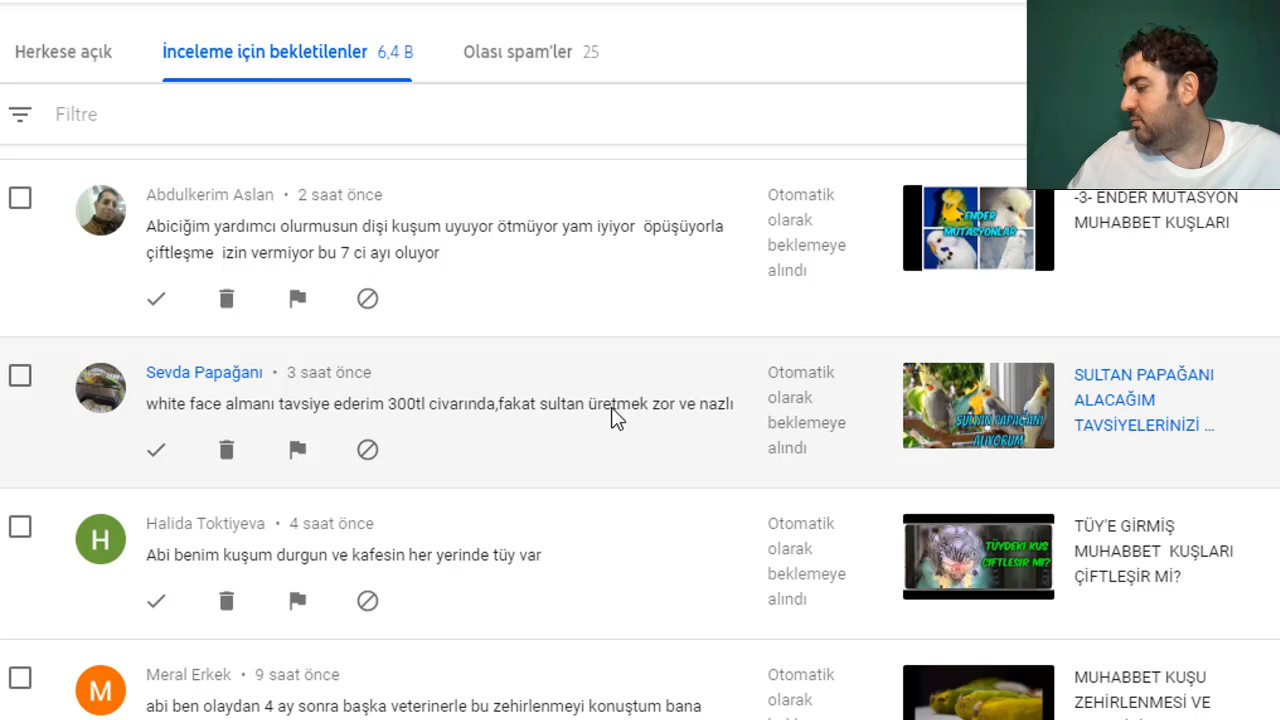 Herkese açık
İnceleme için bekletilenler 6,4 B
Olası spam'ler 25
Filtre
Abdulkerim Aslan • 2 saat önce
Abiciğim yardımcı olurmusun dişi kuşum uyuyor ötmüyor yam iyiyor öpüşüyorla
çiftleşme izin vermiyor bu 7 ci ayı oluyor
Otomatik
olarak
beklemeye
alındı
ENDER
MUTASYONLAR
-3- ENDER MUTASYON
MUHABBET KUŞLARI
Sevda Papağanı • 3 saat önce
white face almanı tavsiye ederim 300tl civarında,fakat sultan üretmek zor ve nazlı
Otomatik
olarak
beklemeye
alındı
SULTAN PAPAĞANI
ALIYORUM
SULTAN PAPAĞANI
ALACAĞIM
TAVSİYELERİNİZİ ...
H
Halida Toktiyeva • 4 saat önce
Abi benim kuşum durgun ve kafesin her yerinde tüy var
Otomatik
olarak
beklemeye
alındı
TÜYDEKİ KUŞ
ÇİFTLEŞİR Mİ?
TÜY'E GİRMİŞ
MUHABBET KUŞLARI
ÇİFTLEŞİR Mİ?
M
Meral Erkek • 9 saat önce
abi ben olaydan 4 ay sonra başka veterinerle bu zehirlenmeyi konuştum bana
Otomatik
olarak
MUHABBET KUŞU
ZEHİRLENMESİ VE